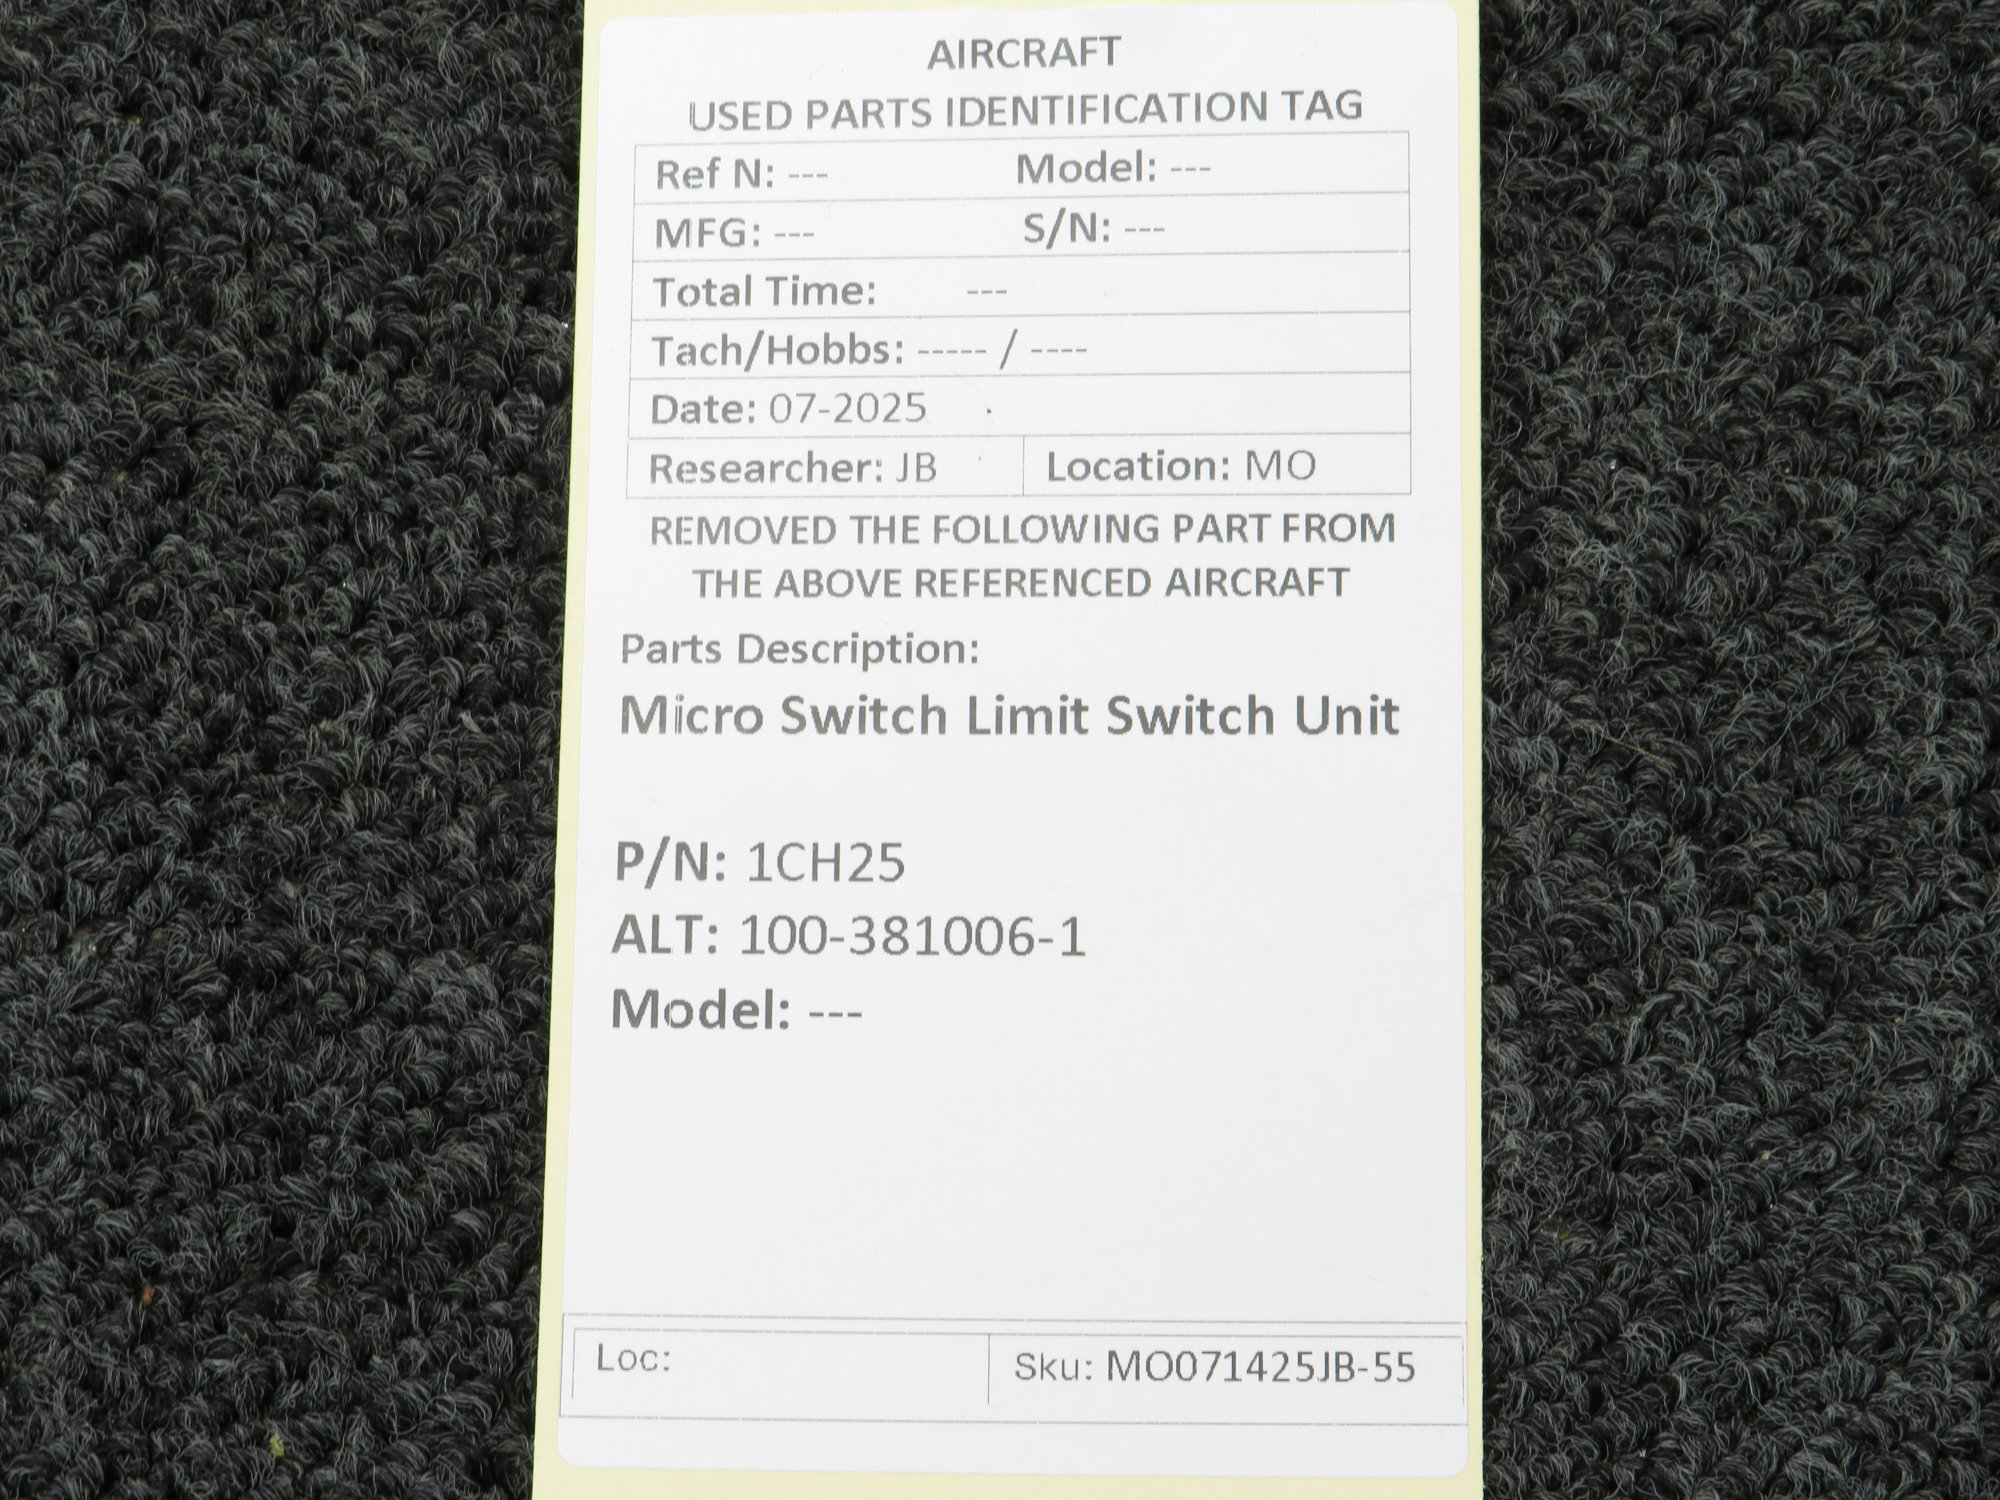 AIRCRAFT
USED PARTS IDENTIFICATION TAG
Ref N: --- Model: ---
MFG: --- S/N: ---
Total Time: ---
Tach/Hobbs: ----- / ----
Date: 07-2025
Researcher: JB Location: MO
REMOVED THE FOLLOWING PART FROM
THE ABOVE REFERENCED AIRCRAFT
Parts Description:
Micro Switch Limit Switch Unit
P/N: 1CH25
ALT: 100-381006-1
Model: ---
Loc: Sku: MO071425JB-55